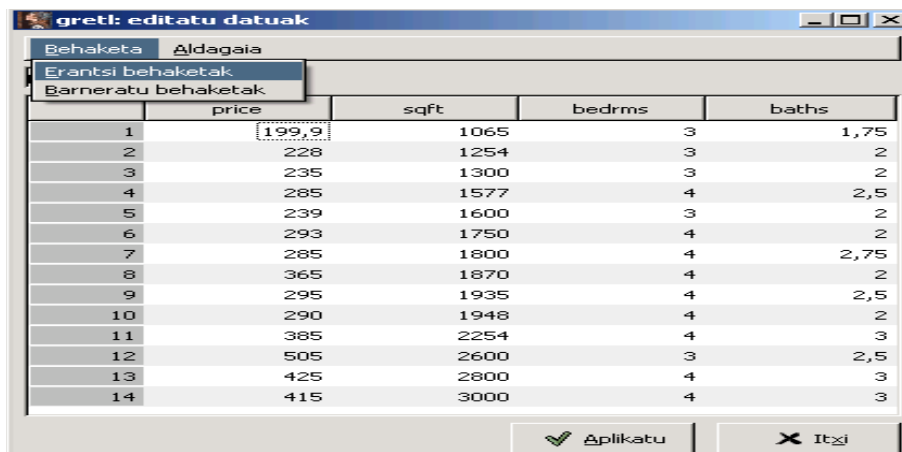 gretl: editatu datuak
Behaketa Aldagaia
Erantsi behaketak
Barneratu behaketak
price sqft bedrms baths
1 199,9 1065 3 1,75
2 228 1254 3 2
3 235 1300 3 2
4 285 1577 4 2,5
5 239 1600 3 2
6 293 1750 4 2
7 285 1800 4 2,75
8 365 1870 4 2
9 295 1935 4 2,5
10 290 1948 4 2
11 385 2254 4 3
12 505 2600 3 2,5
13 425 2800 4 3
14 415 3000 4 3
Aplikatu Itxi